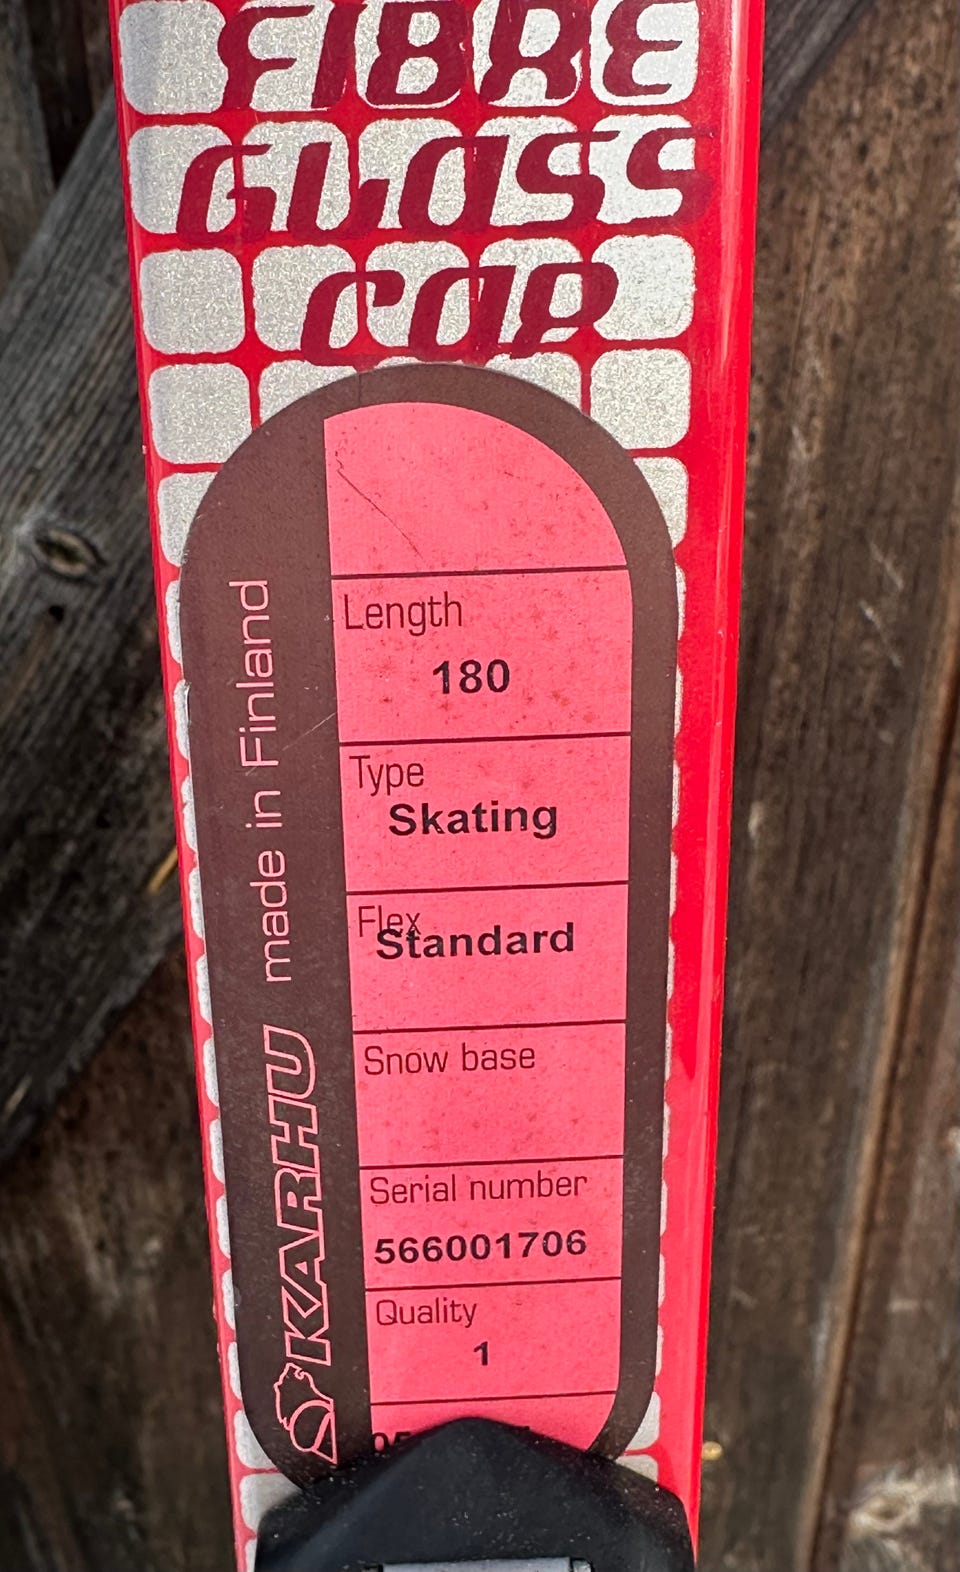 FIBRE
GLASS
CAP
Length
180
Type
Skating
Flex
Standard
Snow base
Serial number
566001706
Quality
1
KARHU made in Finland